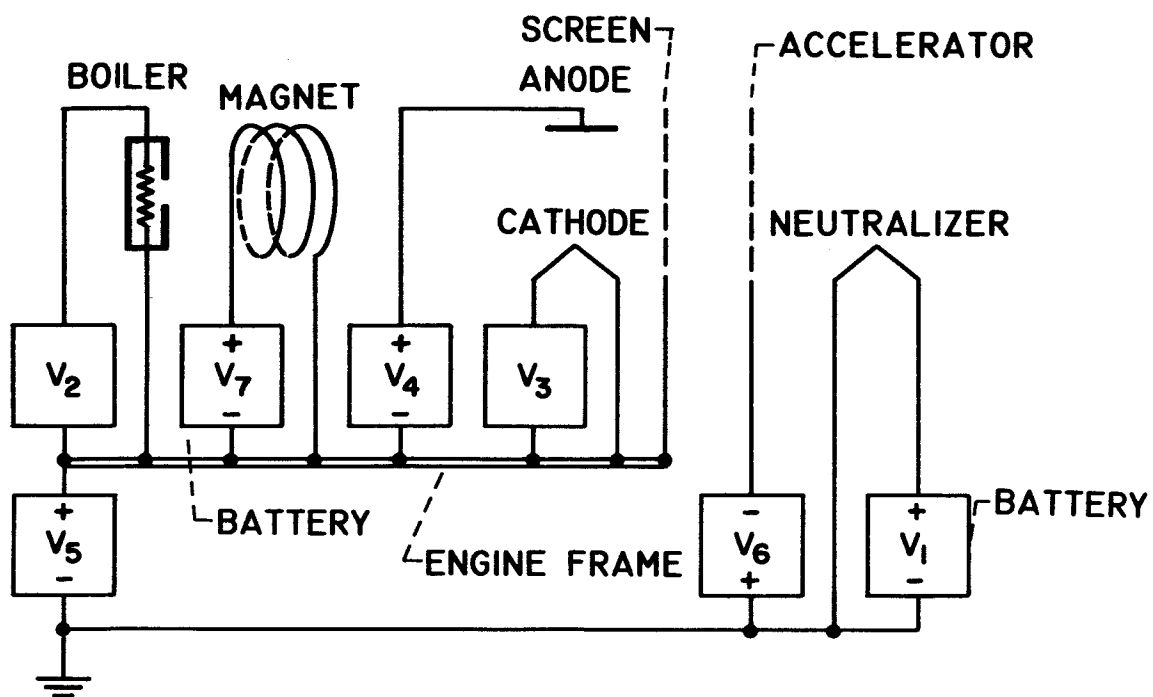 SCREEN
ACCELERATOR
BOILER
ANODE
MAGNET
CATHODE
NEUTRALIZER
V2
+
V7
-
+
V4
-
V3
+
V5
-
BATTERY
ENGINE FRAME
-
V6
+
+
V1
-
BATTERY